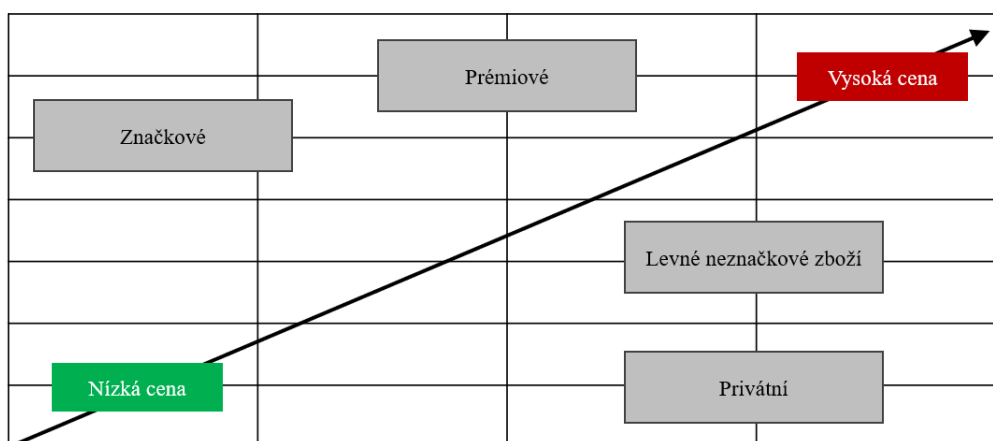 Prémiové
Vysoká cena
Značkové
Levné neznačkové zboží
Nízká cena
Privátní